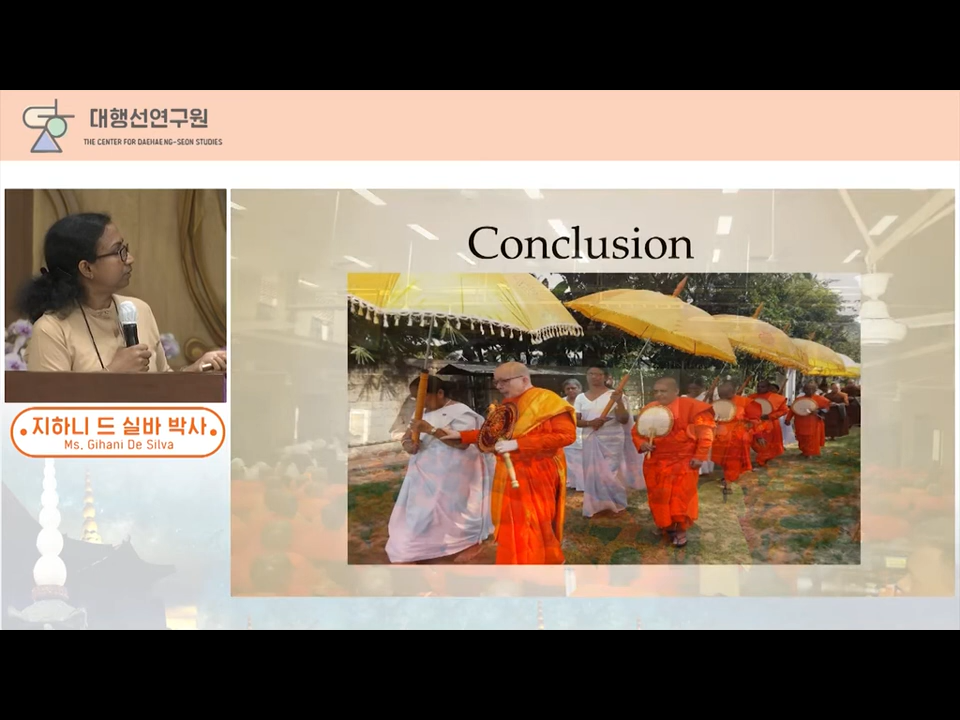 대행선연구원
THE CENTER FOR DAEHAENG-SEON STUDIES
Conclusion
지하니 드 실바 박사
Ms. Gihani De Silva